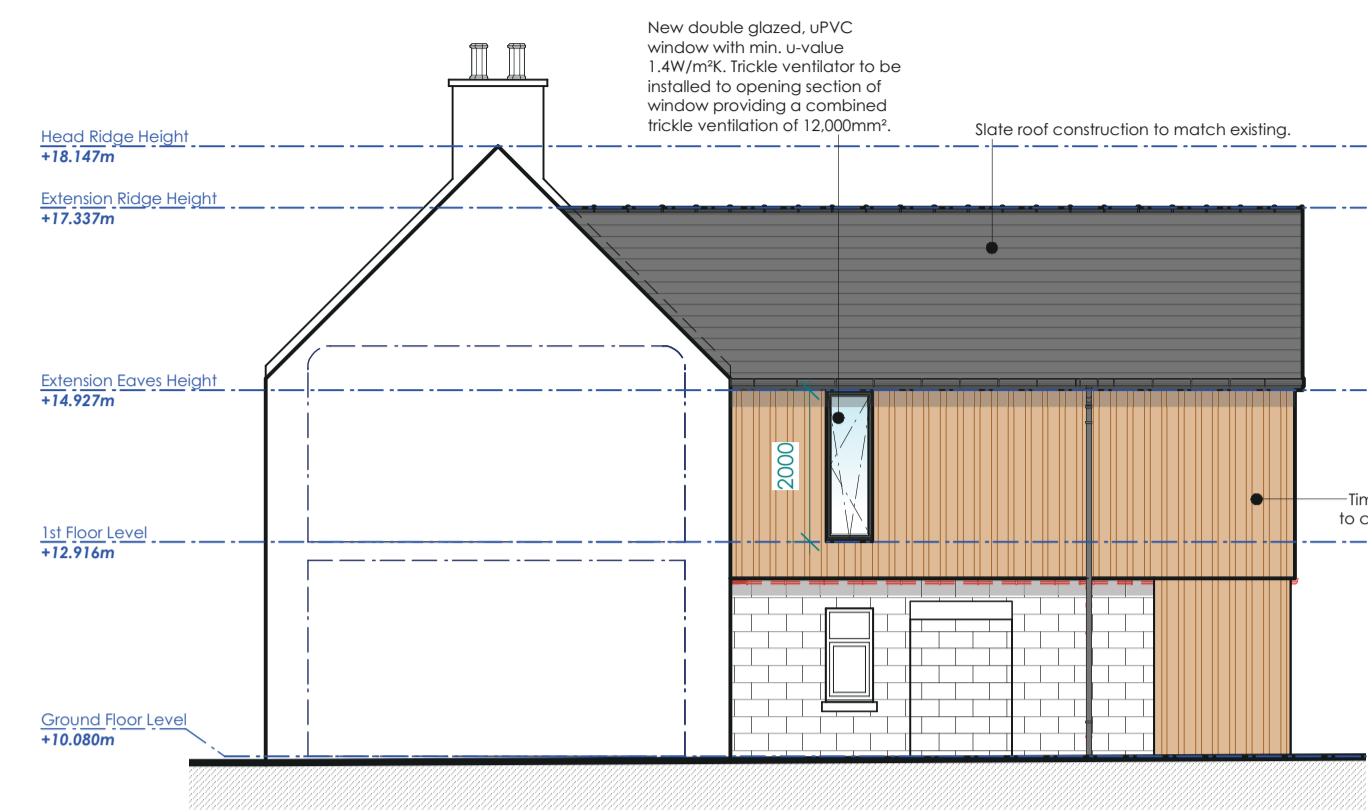 New double glazed, uPVC
window with min. u-value
1.4W/m²K. Trickle ventilator to be
installed to opening section of
window providing a combined
trickle ventilation of 12,000mm².
Slate roof construction to match existing.
Head Ridge Height
+18.147m
Extension Ridge Height
+17.337m
Extension Eaves Height
+14.927m
2000
to
1st Floor Level
+12.916m
Ground Floor Level
+10.080m